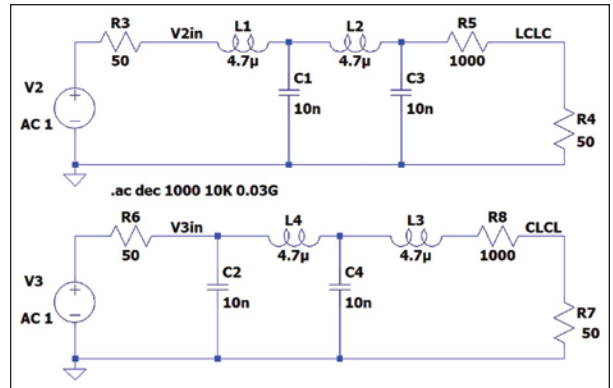 R3 V2in L1 L2 R5 LCLC
50 4.7µ 4.7µ 1000
V2 C1 C3 R4
AC 1 10n 10n 50
.ac dec 1000 10K 0.03G
R6 V3in L4 L3 R8 CLCL
50 4.7µ 4.7µ 1000
V3 C2 C4 R7
AC 1 10n 10n 50